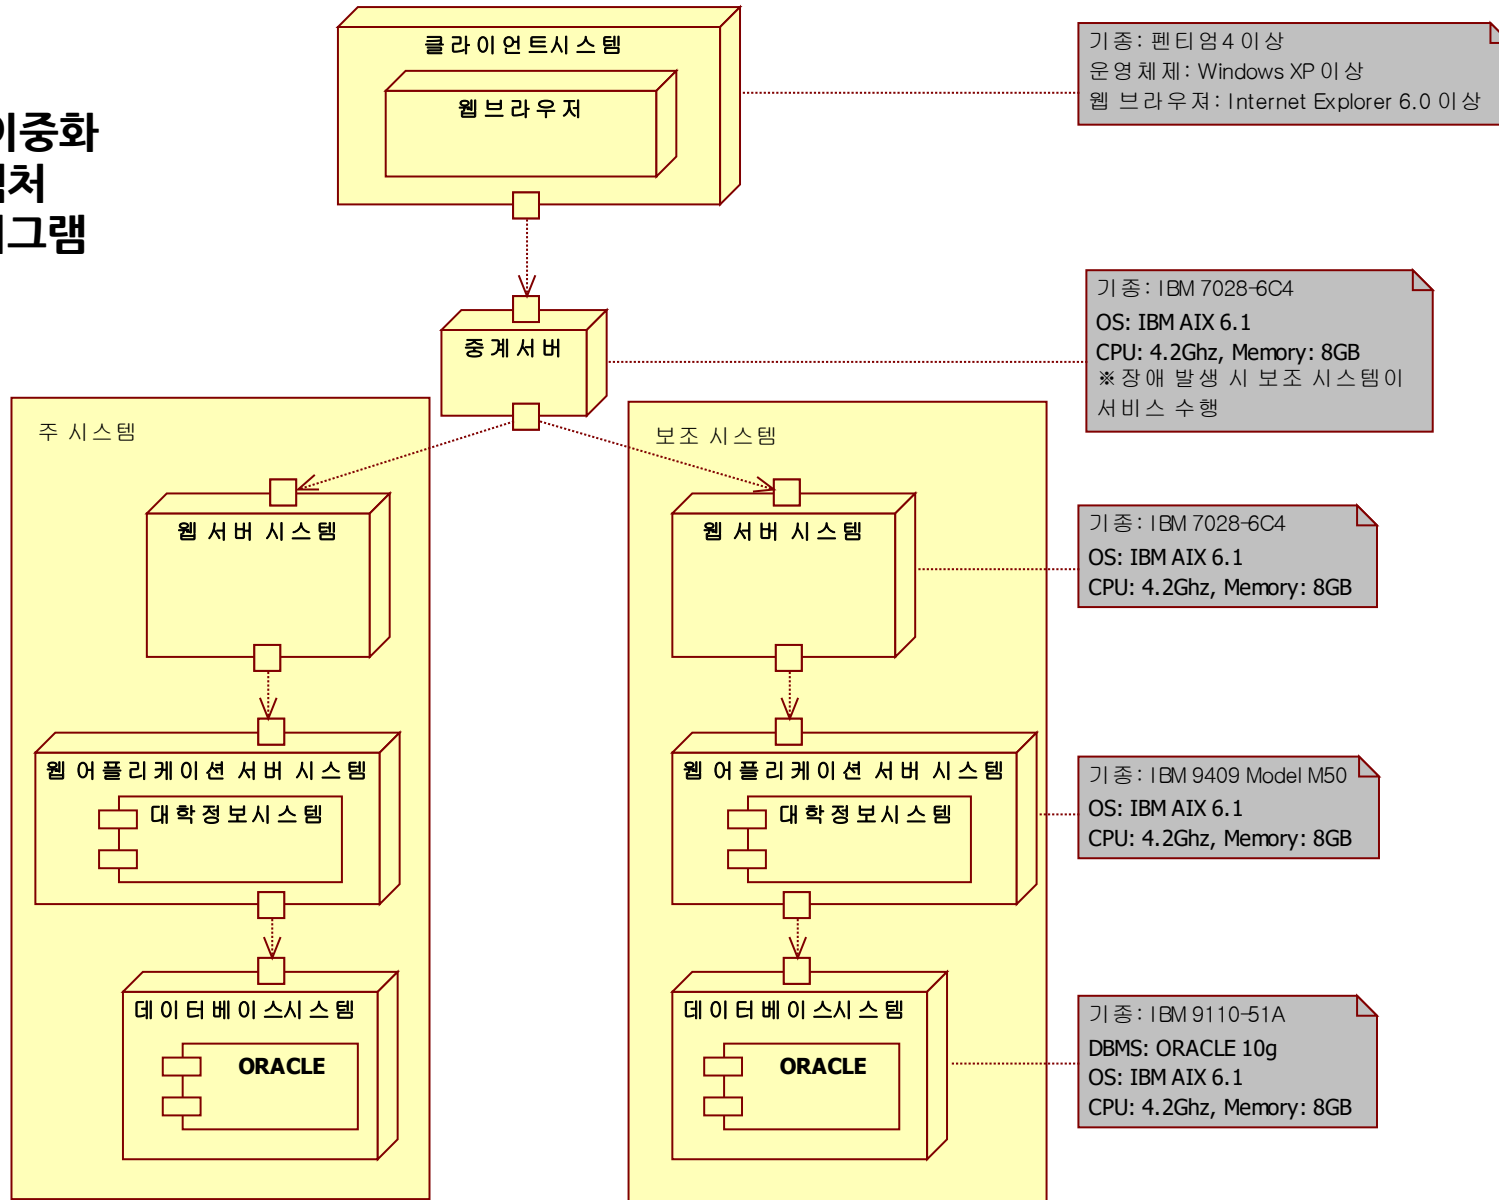 클라이언트시스템
웹브라우저
기종: 펜티엄4 이상
운영체제: Windows XP 이상
웹 브라우져: Internet Explorer 6.0 이상
이중화
처
그램
중계서버
기종: IBM 7028-6C4
OS: IBM AIX 6.1
CPU: 4.2Ghz, Memory: 8GB
※ 장애 발생 시 보조 시스템이
서비스 수행
주 시스템
보조 시스템
웹 서버 시스템
웹 서버 시스템
기종: IBM 7028-6C4
OS: IBM AIX 6.1
CPU: 4.2Ghz, Memory: 8GB
웹 어플리케이션 서버 시스템
대학정보시스템
웹 어플리케이션 서버 시스템
대학정보시스템
기종: IBM 9409 Model M50
OS: IBM AIX 6.1
CPU: 4.2Ghz, Memory: 8GB
데이터베이스시스템
ORACLE
데이터베이스시스템
ORACLE
기종: IBM 9110-51A
DBMS: ORACLE 10g
OS: IBM AIX 6.1
CPU: 4.2Ghz, Memory: 8GB